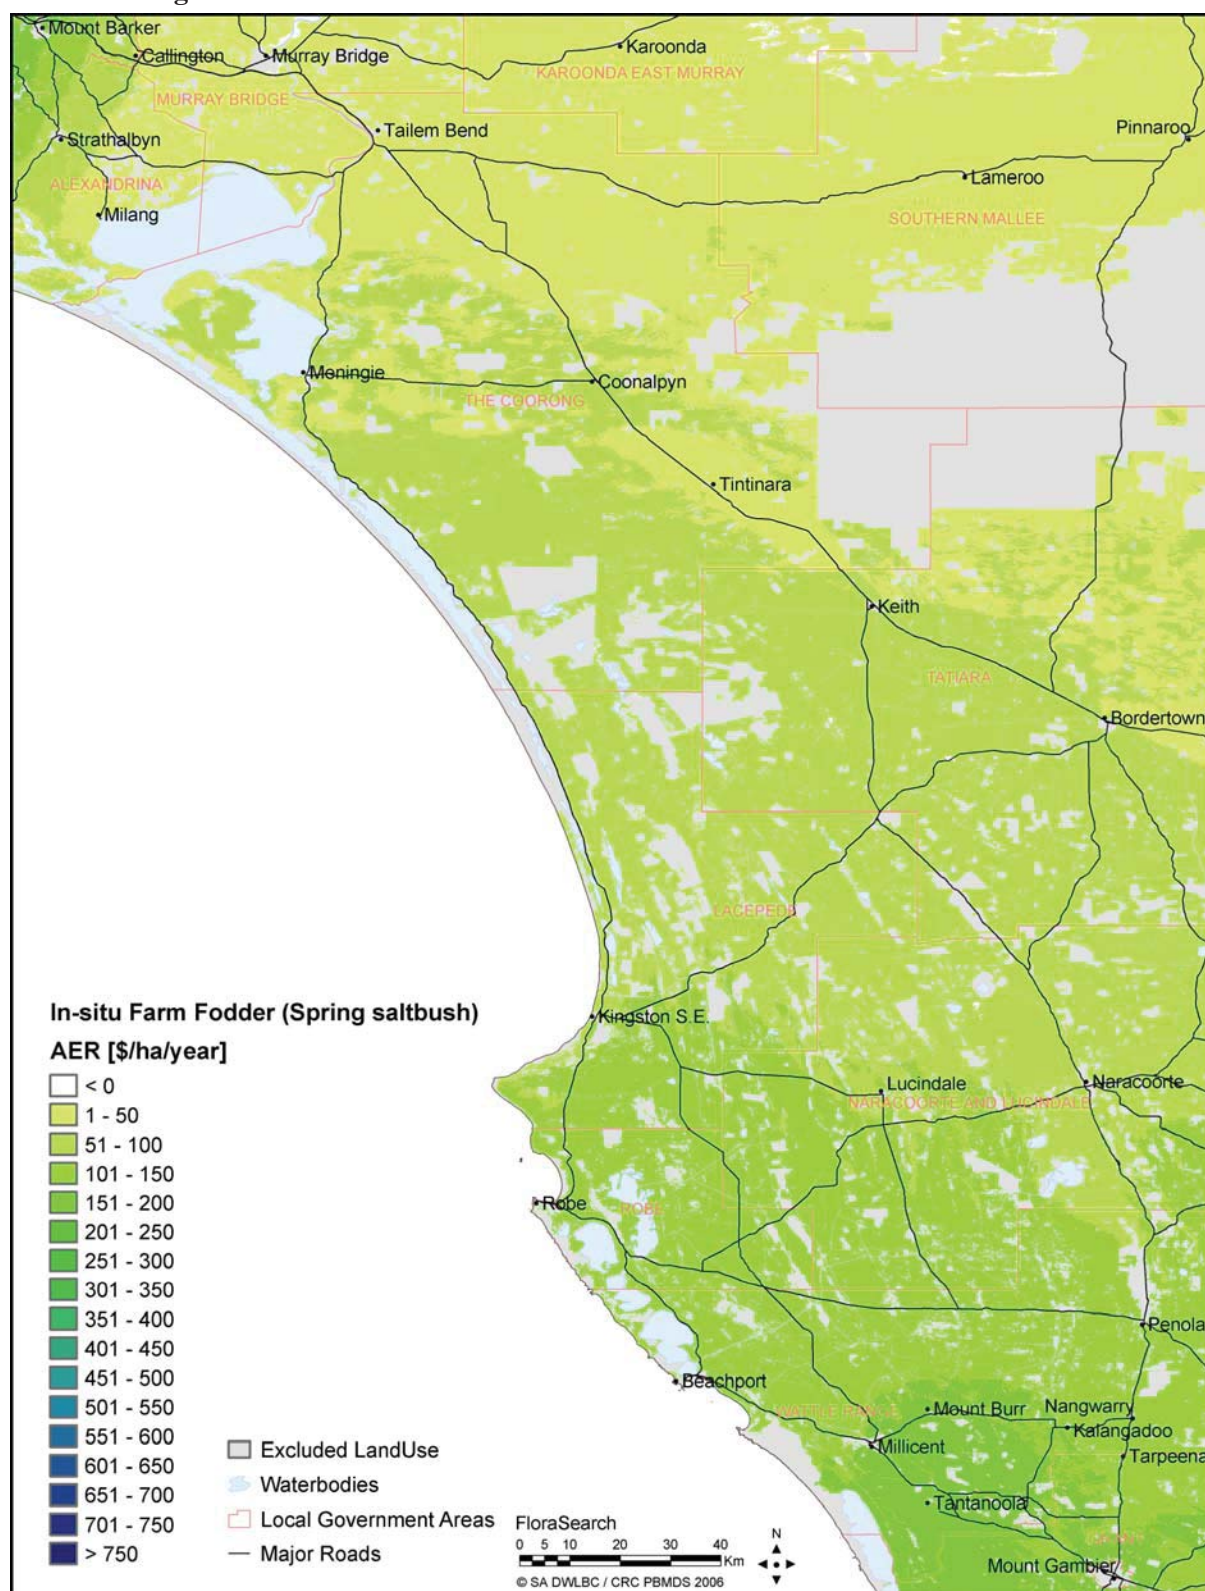 Mount Barker
Callington
Murray Bridge
Karoonda
KAROONDA EAST MURRAY
MURRAY BRIDGE
Tailem Bend
Pinnaroo
Strathalbyn
Lameroo
ALEXANDRINA
Milang
SOUTHERN MALLEE
Meningie
Coonalpyn
THE COORONG
Tintinara
Keith
TATIARA
Bordertown
LACEPEDE
Kingston S.E.
Lucindale
Naracoorte
NARACOORTE AND LUCINDALE
Robe
ROBE
Penola
Beachport
WATTLE RANGE
Mount Burr
Nangwarry
Kalangadoo
Millicent
Tarpeena
Tantanoola
Mount Gambier
In-situ Farm Fodder (Spring saltbush)
AER [$/ha/year]
< 0
1 - 50
51 - 100
101 - 150
151 - 200
201 - 250
251 - 300
301 - 350
351 - 400
401 - 450
451 - 500
501 - 550
551 - 600
601 - 650
651 - 700
701 - 750
> 750
Excluded LandUse
Waterbodies
Local Government Areas
Major Roads
FloraSearch
0 5 10 20 30 40
Km
© SA DWLBC / CRC PBMDS 2006
N